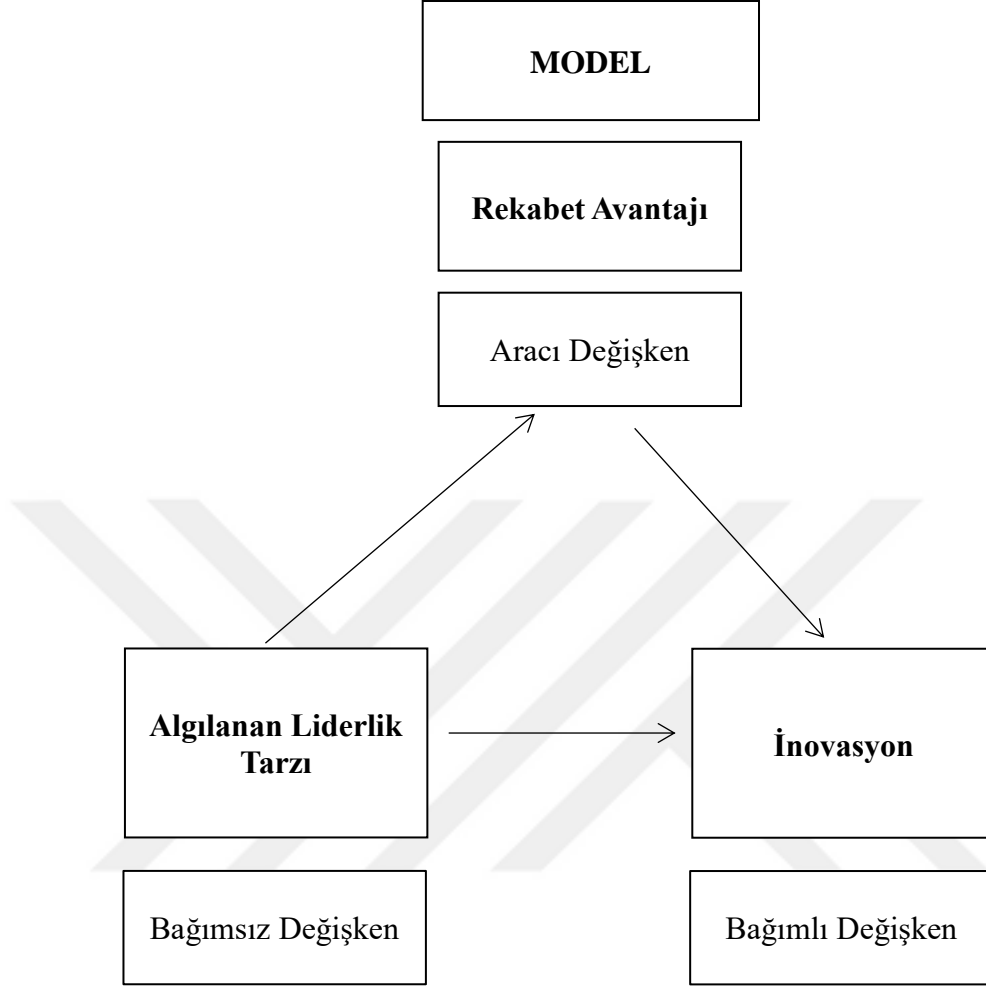 MODEL
Rekabet Avantajı
Aracı Değişken
Algılanan Liderlik
Tarzı
İnovasyon
Bağımsız Değişken
Bağımlı Değişken